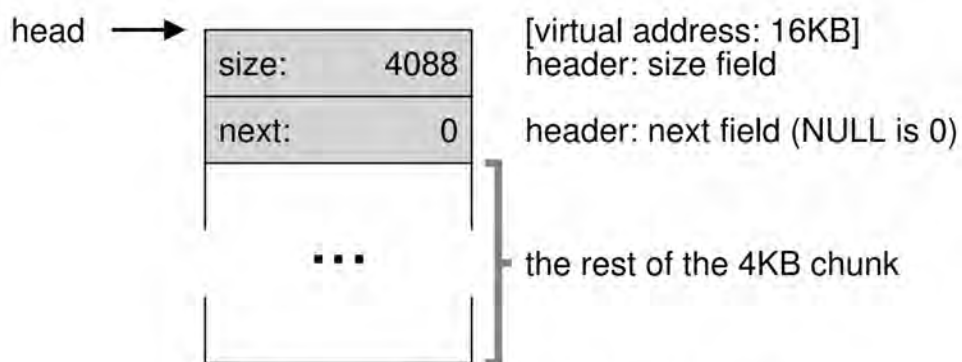 head
[virtual address: 16KB]
size: 4088
header: size field
next: 0
header: next field (NULL is 0)
...
the rest of the 4KB chunk